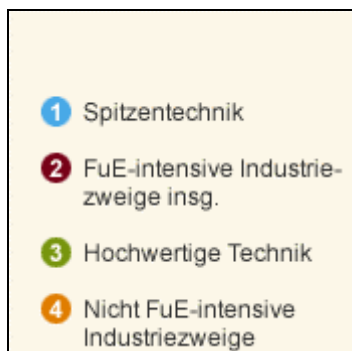 1 Spitzentechnik
2 FuE-intensive Industrie-
zweige insg.
3 Hochwertige Technik
4 Nicht FuE-intensive
Industriezweige